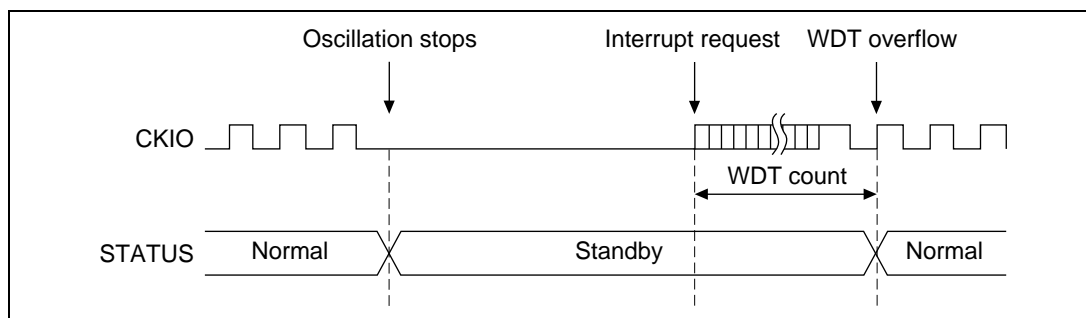 Oscillation stops Interrupt request WDT overflow
CKIO
WDT count
STATUS Normal Standby Normal